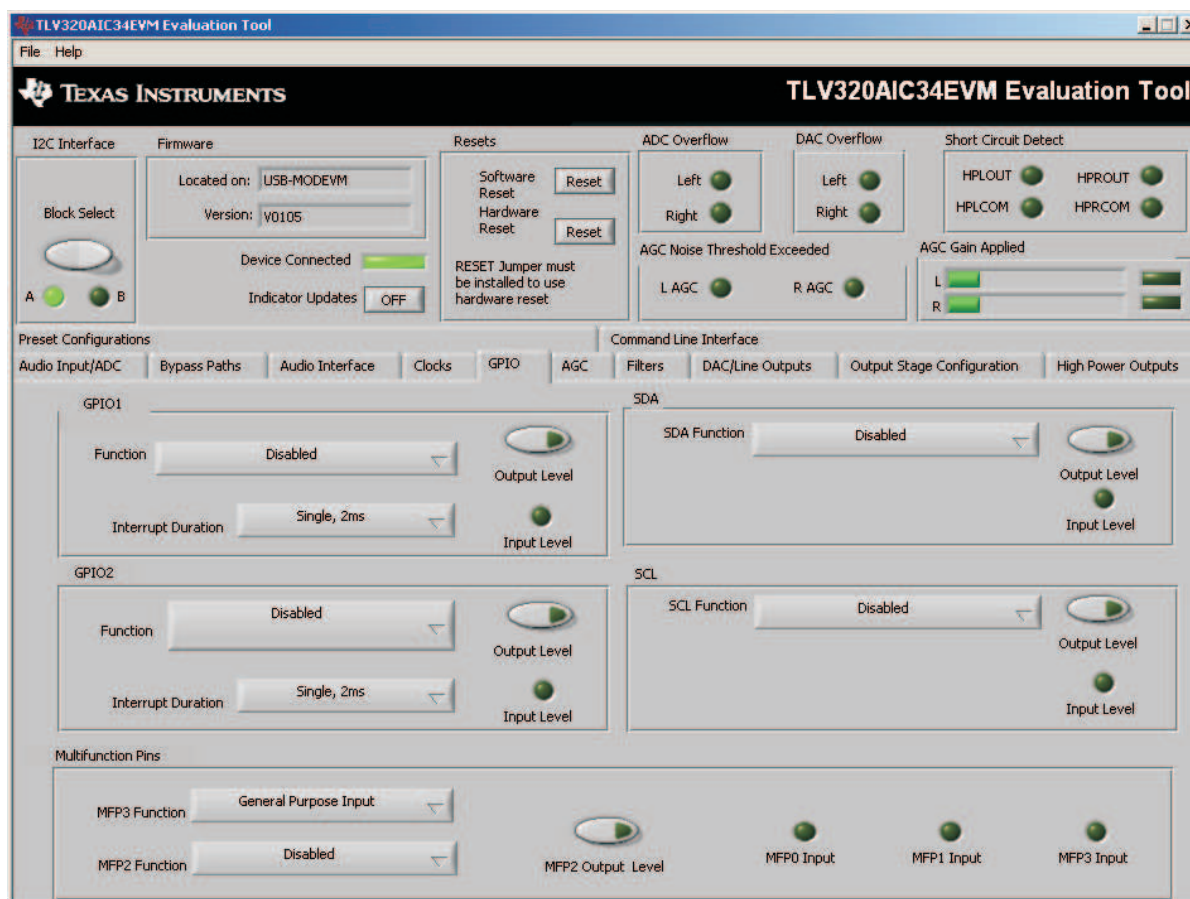 TLV320AIC34EVM Evaluation Tool
File Help
TEXAS INSTRUMENTS
TLV320AIC34EVM Evaluation Tool
I2C Interface
Block Select
A
B
Firmware
Located on: USB-MODEVM
Version: V0105
Device Connected
Indicator Updates OFF
Resets
Software
Reset
Reset
Hardware
Reset
Reset
RESET Jumper must
be installed to use
hardware reset
ADC Overflow
Left
Right
DAC Overflow
Left
Right
Short Circuit Detect
HPLOUT
HPROUT
HPLCOM
HPRCOM
AGC Noise Threshold Exceeded
L AGC
R AGC
AGC Gain Applied
L
R
Preset Configurations
Command Line Interface
Audio Input/ADC
Bypass Paths
Audio Interface
Clocks
GPIO
AGC
Filters
DAC/Line Outputs
Output Stage Configuration
High Power Outputs
GPIO1
Function Disabled
Output Level
Interrupt Duration Single, 2ms
Input Level
SDA
SDA Function Disabled
Output Level
Input Level
GPIO2
Function Disabled
Output Level
Interrupt Duration Single, 2ms
Input Level
SCL
SCL Function Disabled
Output Level
Input Level
Multifunction Pins
MFP3 Function General Purpose Input
MFP2 Function Disabled
MFP2 Output Level
MFP0 Input
MFP1 Input
MFP3 Input